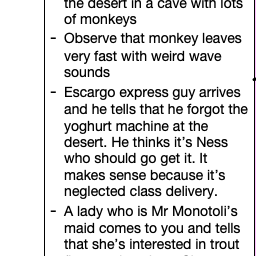 the desert in a cave with lots
of monkeys
- Observe that monkey leaves
very fast with weird wave
sounds
- Escargo express guy arrives
and he tells that he forgot the
yoghurt machine at the
desert. He thinks it's Ness
who should go get it. It
makes sense because it's
neglected class delivery.
- A lady who is Mr Monotoli's
maid comes to you and tells
that she's interested in trout